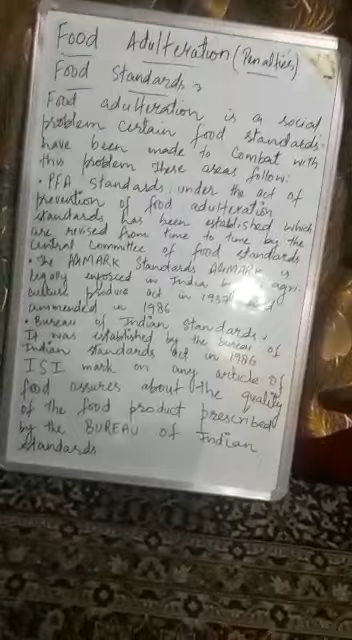 Food Adulteration (Penalties)
Food Standards :
Food adulteration is a social
problem certain food standards
have been made to combat with
this problem These areas follow:
• PFA Standards: under the act of
prevention of food adulteration
standards has been established which
are revised from time to time by the
central committee of food standards
• The AGMARK Standards AGMARK is
legally enforced in India by agri-
culture produce act in 1937 and
ammended in 1986
• Bureau of Indian Standards.
It was established by the bureau of
Indian standards act in 1986
ISI mark on any article of
food assures about the quality
of the food product prescribed
by the BUREAU of Indian
standards